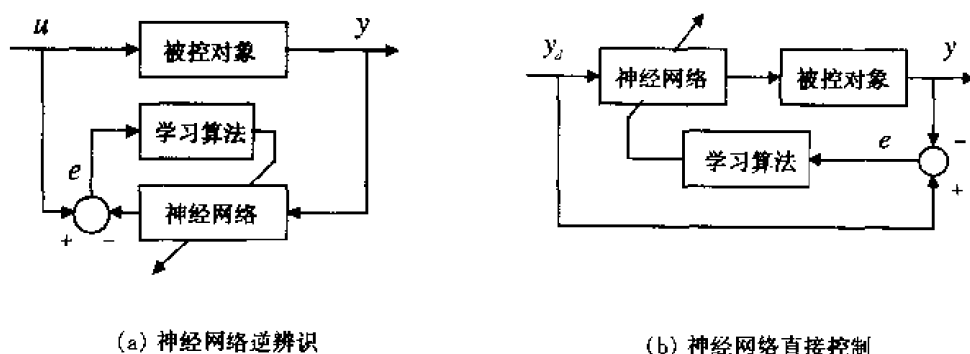 u
被控对象
y
学习算法
e
神经网络
+
−
(a) 神经网络逆辨识
y_d
神经网络
被控对象
y
−
学习算法
e
+
(b) 神经网络直接控制